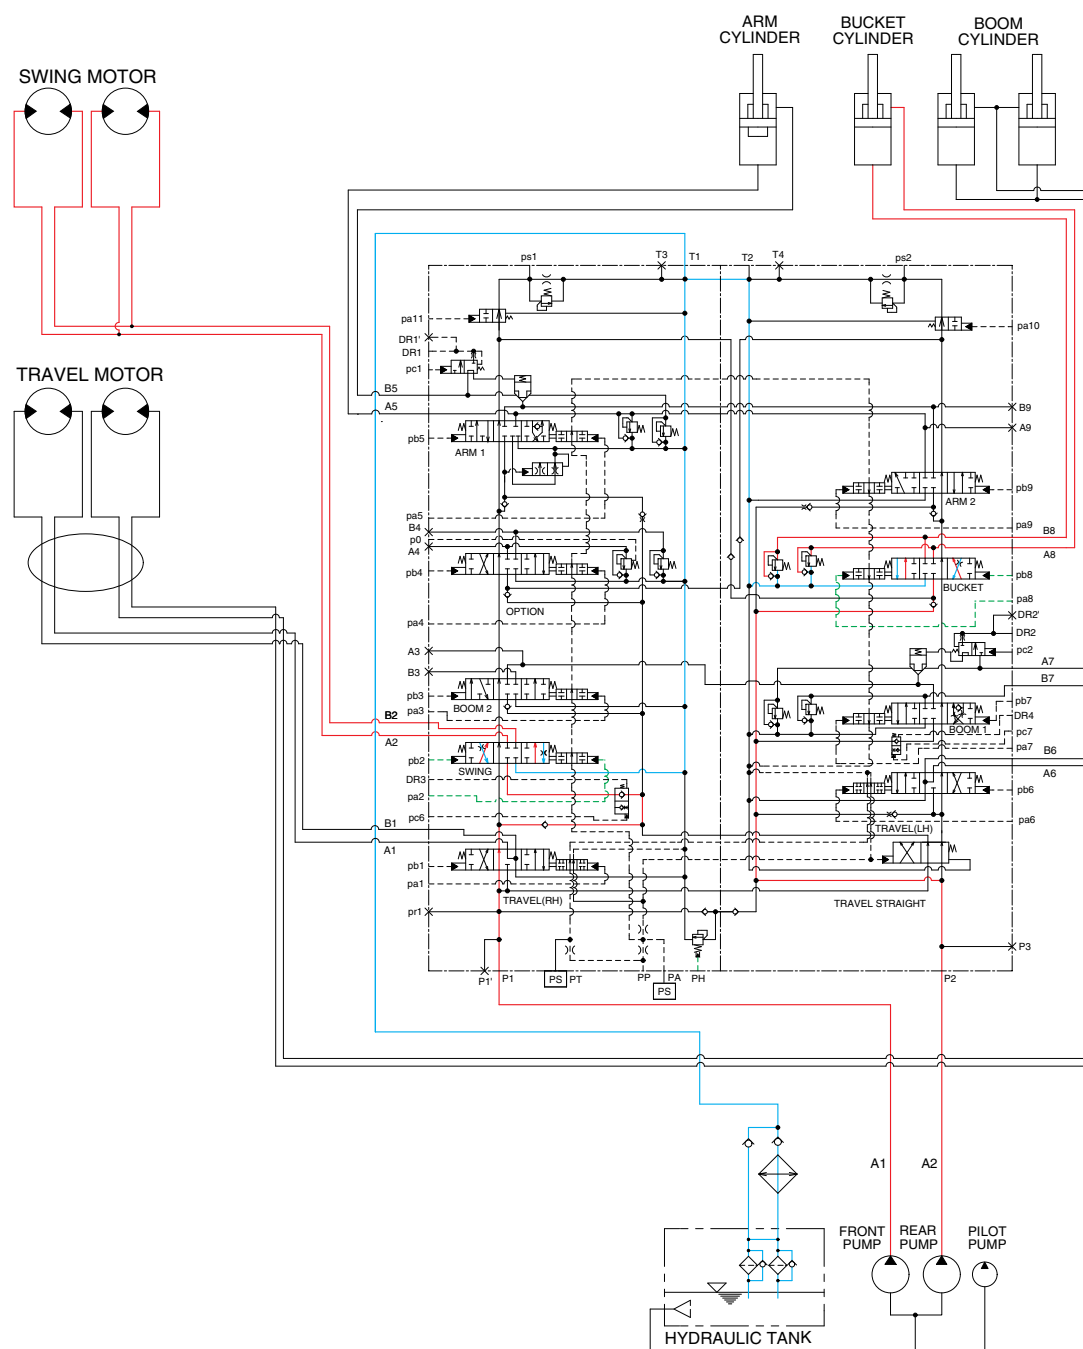 ARM
CYLINDER
BUCKET
CYLINDER
BOOM
CYLINDER
SWING MOTOR
TRAVEL MOTOR
ps1
T3
T1
T2
T4
ps2
pa11
pa10
DR1'
DR1
pc1
B5
A5
B9
A9
pb5
ARM 1
ARM 2
pb9
pa9
pa5
B4
p0
A4
B8
A8
pb4
OPTION
BUCKET
pb8
pa8
pa4
DR2'
DR2
A3
pc2
B3
A7
B7
pb3
BOOM 2
pa3
pb7
B2
BOOM 1
DR4
pc7
A2
pa7
pb2
SWING
B6
DR3
A6
pa2
pb6
pc6
B1
TRAVEL(LH)
pa6
A1
pb1
pa1
TRAVEL(RH)
TRAVEL STRAIGHT
pr1
P3
P1'
P1
PS
PT
PP
PA
PS
PH
P2
A1
A2
FRONT
PUMP
REAR
PUMP
PILOT
PUMP
HYDRAULIC TANK